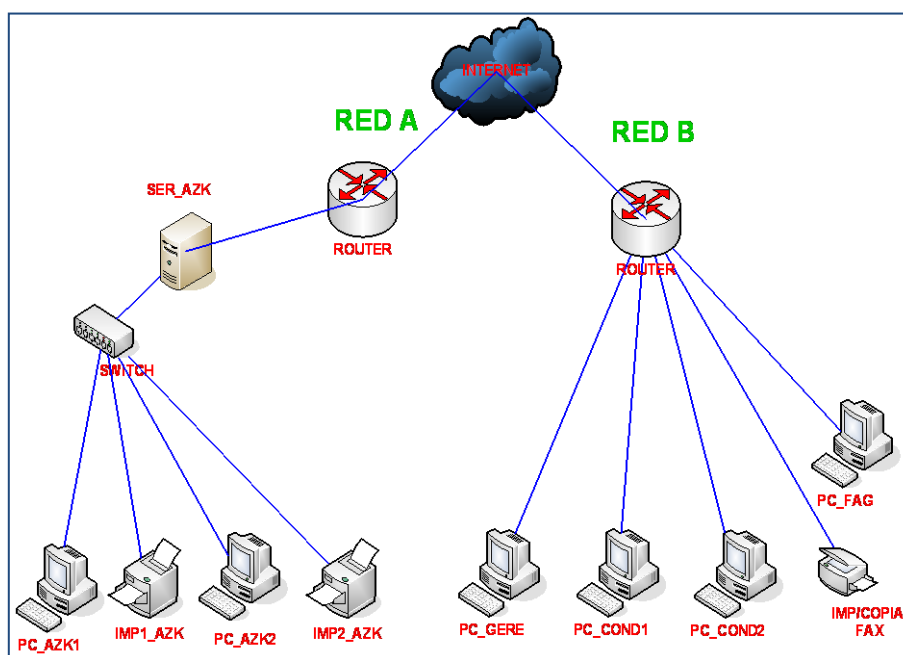 INTERNET
RED A
RED B
SER_AZK
ROUTER
ROUTER
SWITCH
PC_FAG
PC_AZK1
IMP1_AZK
PC_AZK2
IMP2_AZK
PC_GERE
PC_COND1
PC_COND2
IMP/COPIA
FAX